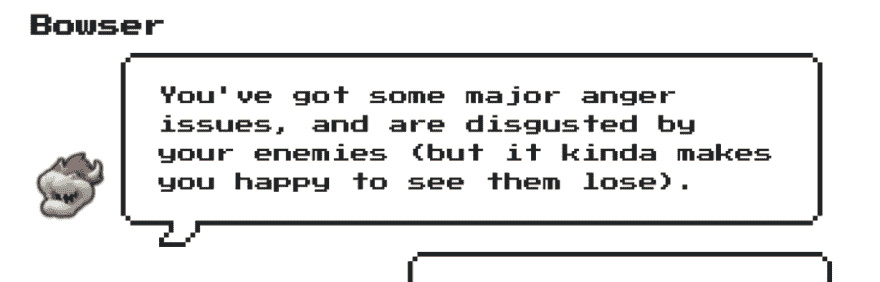 Bowser
You've got some major anger
issues, and are disgusted by
your enemies (but it kinda makes
you happy to see them lose).